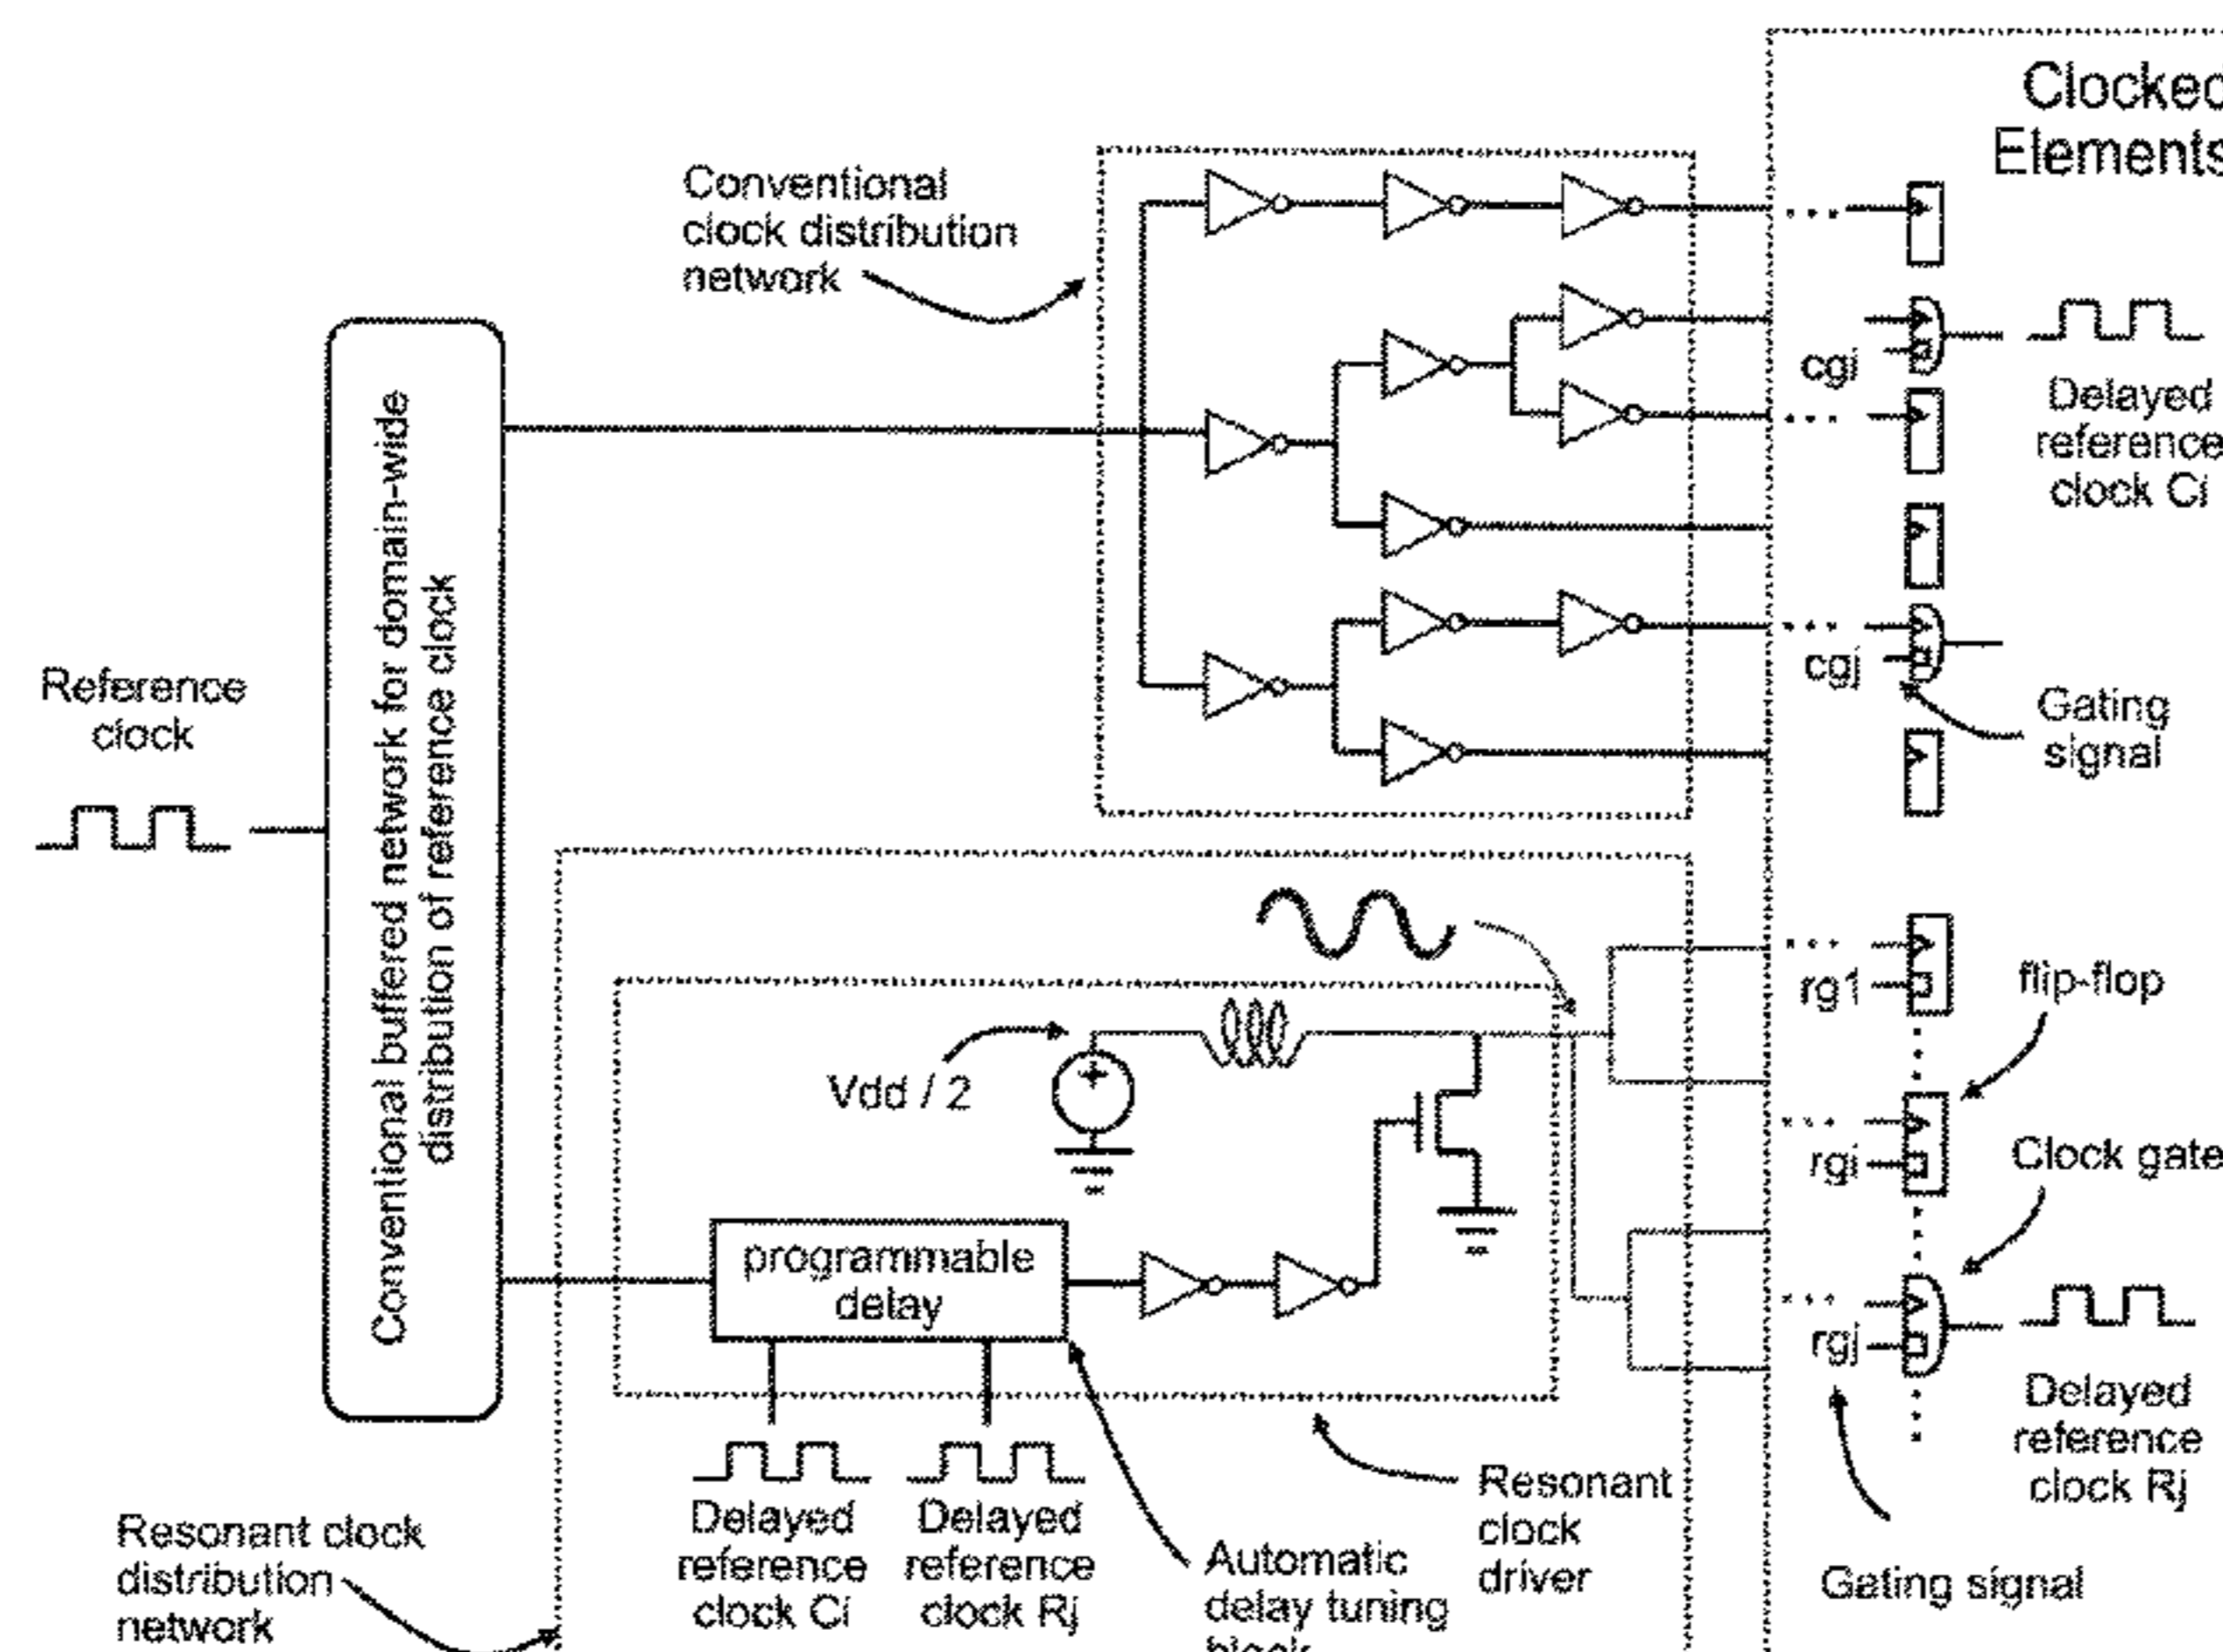 Clocked
Elements
Conventional
clock distribution
network
cgi
Delayed
reference
clock Ci
Conventional buffered network for domain-wide
distribution of reference clock
Reference
clock
cgj
Gating
signal
rg1
flip-flop
Vdd / 2
rgi
Clock gate
programmable
delay
rgj
Delayed
reference
clock Rj
Resonant
clock
driver
Gating signal
Delayed
reference
clock Ci
Delayed
reference
clock Rj
Automatic
delay tuning
block
Resonant clock
distribution
network